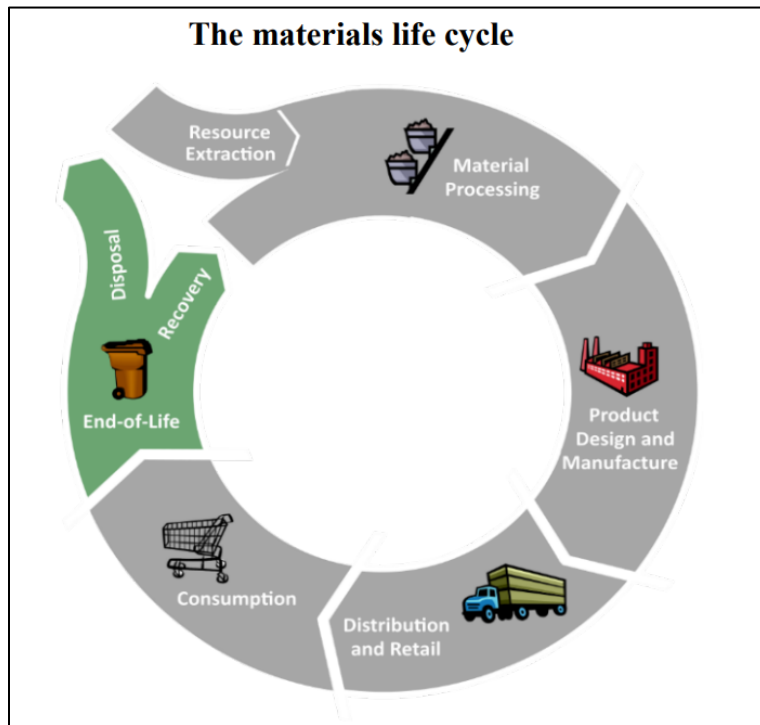 The materials life cycle
Resource
Extraction
Material
Processing
Product
Design and
Manufacture
Distribution
and Retail
Consumption
End-of-Life
Disposal
Recovery